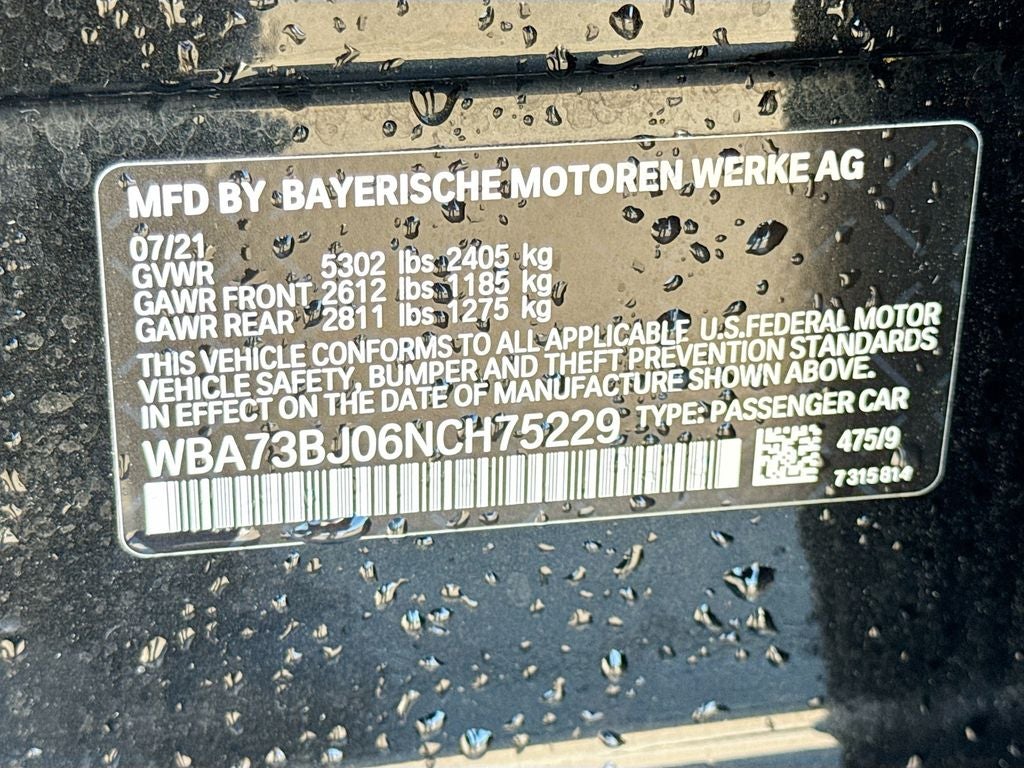 MFD BY BAYERISCHE MOTOREN WERKE AG
07/21
GVWR 5302 lbs 2405 kg
GAWR FRONT 2612 lbs 1185 kg
GAWR REAR 2811 lbs 1275 kg
THIS VEHICLE CONFORMS TO ALL APPLICABLE U.S.FEDERAL MOTOR
VEHICLE SAFETY, BUMPER AND THEFT PREVENTION STANDARDS
IN EFFECT ON THE DATE OF MANUFACTURE SHOWN ABOVE.
WBA73BJ06NCH75229 TYPE: PASSENGER CAR
475/9
7315814